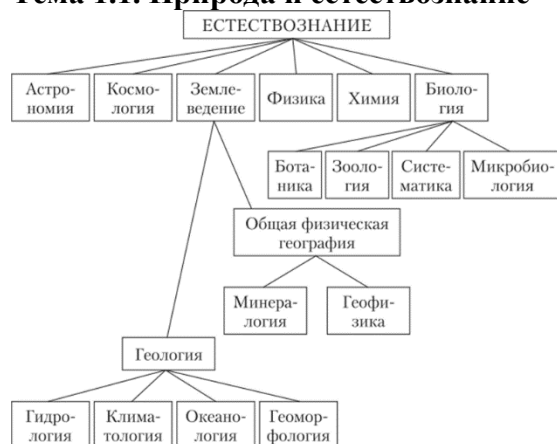 Тема 1.1. Природа и естествознание
ЕСТЕСТВОЗНАНИЕ
Астро-
номия
Космо-
логия
Земле-
ведение
Физика
Химия
Биоло-
гия
Бота-
ника
Зооло-
гия
Систе-
матика
Микробио-
логия
Общая физическая
география
Минера-
логия
Геофи-
зика
Геология
Гидро-
логия
Клима-
тология
Океано-
логия
Геомор-
фология